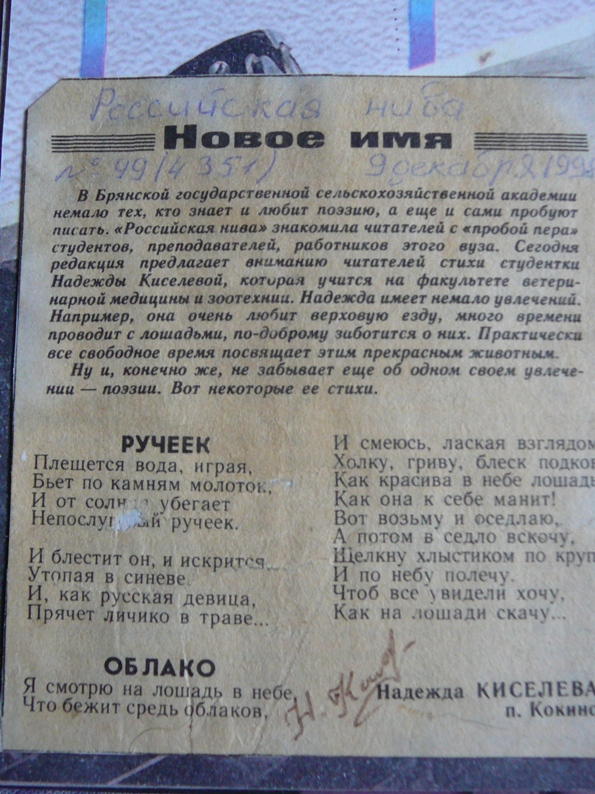 Российская нива
Новое имя
№ 49 (4351) 9 декабря 1998
В Брянской государственной сельскохозяйственной академии
немало тех, кто знает и любит поэзию, а еще и сами пробуют
писать. «Российская нива» знакомила читателей с «пробой пера»
студентов, преподавателей, работников этого вуза. Сегодня
редакция предлагает вниманию читателей стихи студентки
Надежды Киселевой, которая учится на факультете ветери-
нарной медицины и зоотехнии. Надежда имеет немало увлечений.
Например, она очень любит верховую езду, много времени
проводит с лошадьми, по-доброму заботится о них. Практически
все свободное время посвящает этим прекрасным животным.
Ну и, конечно же, не забывает еще об одном своем увлече-
нии — поэзии. Вот некоторые ее стихи.
РУЧЕЕК
Плещется вода, играя,
Бьет по камням молоток,
И от солн убегает
Непослу ый ручеек.
И блестит он, и искрится
Утопая в синеве.
И, как русская девица,
Прячет личико в траве...
ОБЛАКО
Я смотрю на лошадь в небе,
Что бежит средь облаков,
И смеюсь, лаская взглядом
Холку, гриву, блеск подков
Как красива в небе лошадь
Как она к себе манит!
Вот возьму и оседлаю,
А потом в седло вскочу,
Щелкну хлыстиком по круп
И по небу полечу.
Чтоб все увидели хочу,
Как на лошади скачу...
Надежда КИСЕЛЕВА
п. Кокино